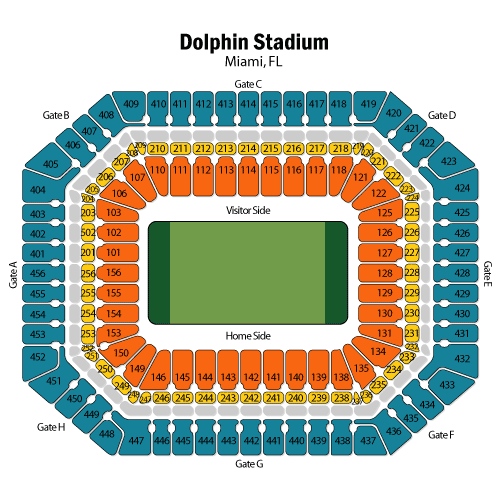 Dolphin Stadium
Miami, FL
Gate C
409 410 411 412 413 414 415 416 417 418 419
Gate B
Gate D
408 420
407 421
406 422
405 423
210 211 212 213 214 215 216 217 218
110 111 112 113 114 115 116 117 118
208 207 206 205
107 106
121 122
221 222 223 224
404 424
403 203 103 Visitor Side 125 225 425
402 502 102 126 226 426
401 201 101 127 227 427
Gate A
Gate E
456 256 156 128 228 428
455 255 155 129 229 429
454 254 154 130 230 430
453 253 153 Home Side 131 231 431
452 252 232 432
251 150 134 233
451 250 149 135 234 433
249 235
146 145 144 143 142 141 140 139 138
248 247 246 245 244 243 242 241 240 239 238 236
450 434
449 435
448 436
Gate H
Gate F
447 446 445 444 443 442 441 440 439 438 437
Gate G